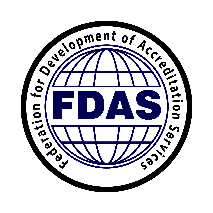 Federation for Development of Accreditation Services
FDAS